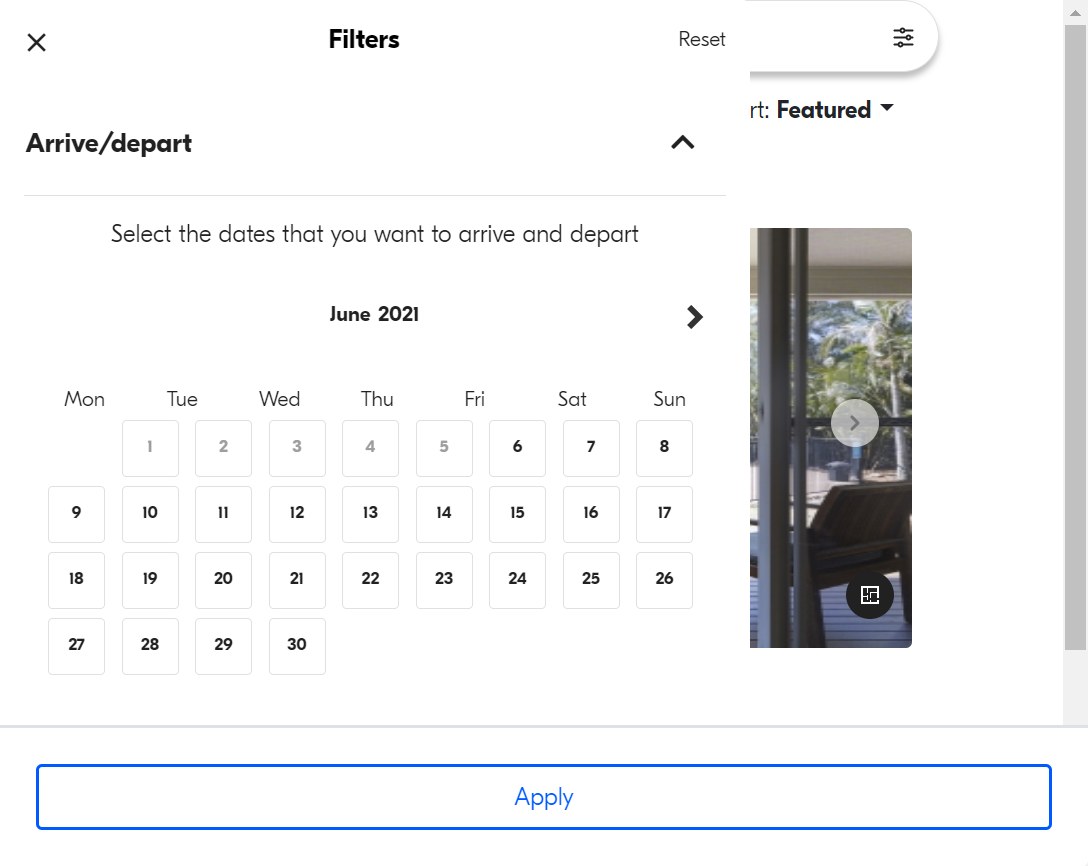 Filters
Reset
rt: Featured
Arrive/depart
Select the dates that you want to arrive and depart
June 2021
Mon Tue Wed Thu Fri Sat Sun
1 2 3 4 5 6 7 8
9 10 11 12 13 14 15 16 17
18 19 20 21 22 23 24 25 26
27 28 29 30
Apply